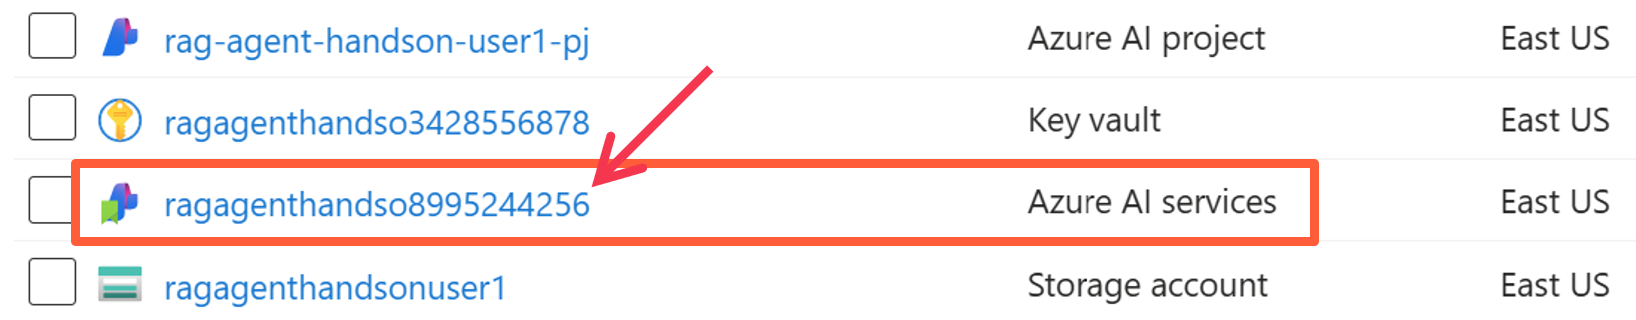 rag-agent-handson-user1-pj Azure AI project East US
ragagenthandso3428556878 Key vault East US
ragagenthandso8995244256 Azure AI services East US
ragagenthandsonuser1 Storage account East US